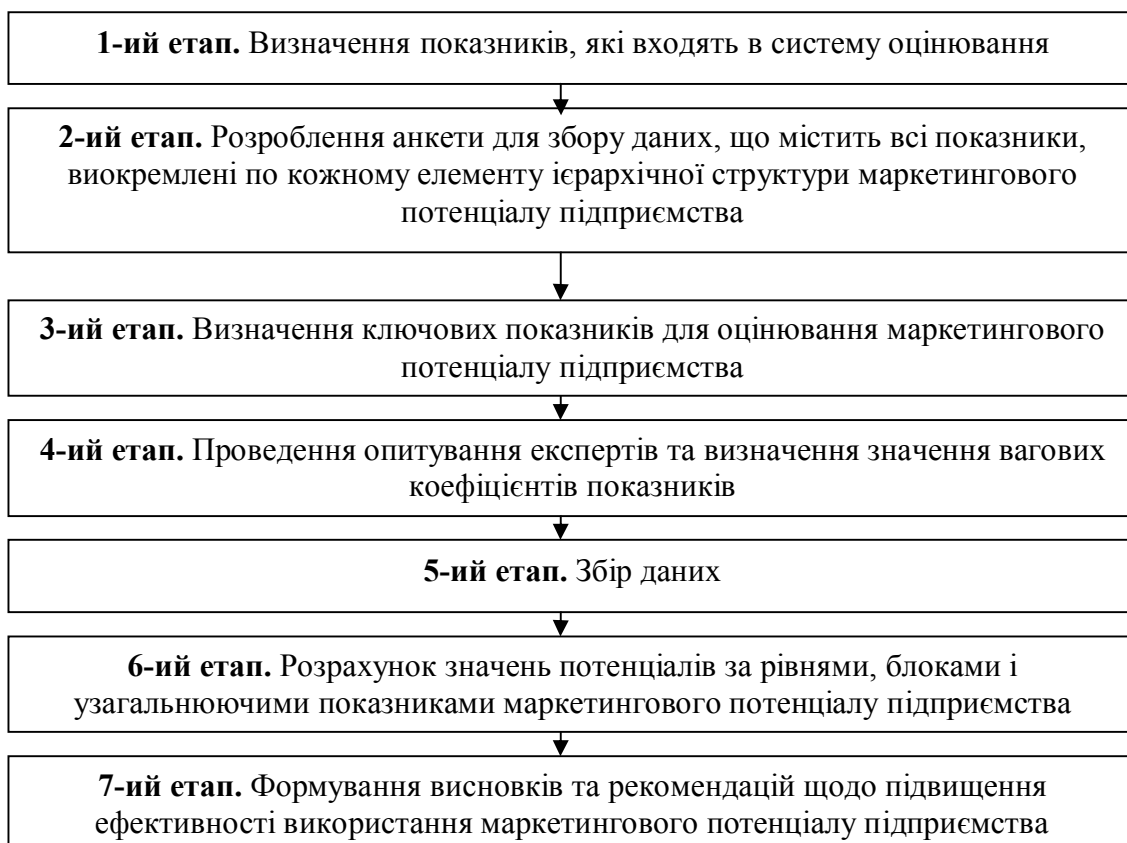 1-ий етап. Визначення показників, які входять в систему оцінювання
2-ий етап. Розроблення анкети для збору даних, що містить всі показники,
виокремлені по кожному елементу ієрархічної структури маркетингового
потенціалу підприємства
3-ий етап. Визначення ключових показників для оцінювання маркетингового
потенціалу підприємства
4-ий етап. Проведення опитування експертів та визначення значення вагових
коефіцієнтів показників
5-ий етап. Збір даних
6-ий етап. Розрахунок значень потенціалів за рівнями, блоками і
узагальнюючими показниками маркетингового потенціалу підприємства
7-ий етап. Формування висновків та рекомендацій щодо підвищення
ефективності використання маркетингового потенціалу підприємства